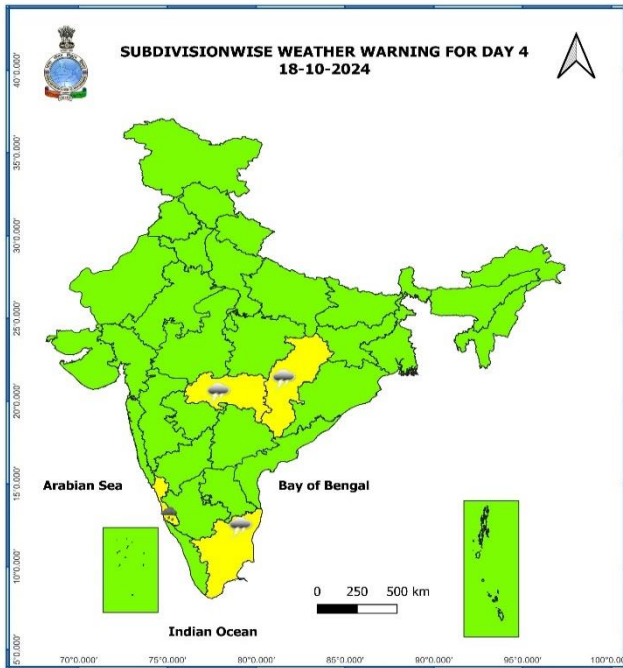 SUBDIVISIONWISE WEATHER WARNING FOR DAY 4
18-10-2024
40°0.000'
35°0.000'
30°0.000'
25°0.000'
20°0.000'
15°0.000'
10°0.000'
5°0.000'
Arabian Sea
Bay of Bengal
0 250 500 km
Indian Ocean
70°0.000' 75°0.000' 80°0.000' 85°0.000' 90°0.000' 95°0.000' 100°0.000'